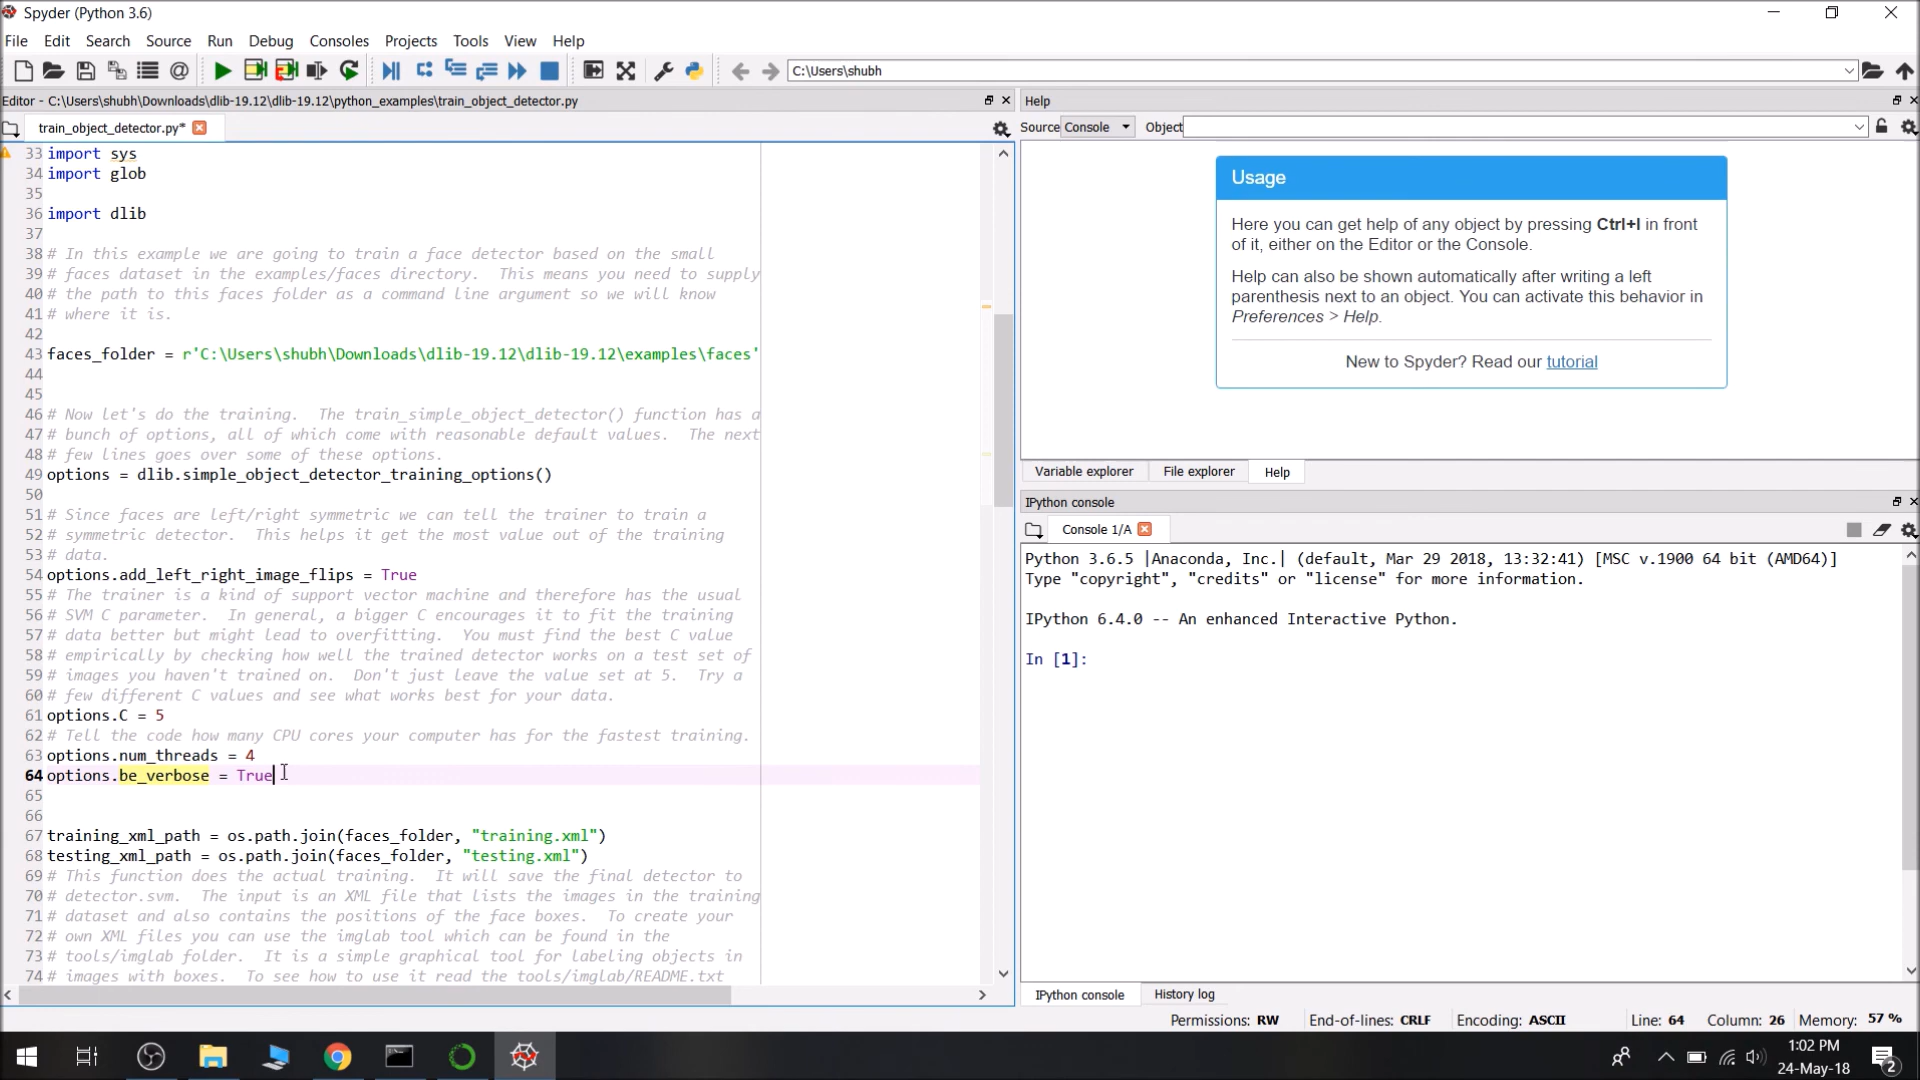 Spyder (Python 3.6)
File Edit Search Source Run Debug Consoles Projects Tools View Help
C:\Users\shubh
Editor - C:\Users\shubh\Downloads\dlib-19.12\dlib-19.12\python_examples\train_object_detector.py
train_object_detector.py*
33 import sys
34 import glob
35
36 import dlib
37
38 # In this example we are going to train a face detector based on the small
39 # faces dataset in the examples/faces directory.  This means you need to supply
40 # the path to this faces folder as a command line argument so we will know
41 # where it is.
42
43 faces_folder = r'C:\Users\shubh\Downloads\dlib-19.12\dlib-19.12\examples\faces'
44
45
46 # Now let's do the training.  The train_simple_object_detector() function has a
47 # bunch of options, all of which come with reasonable default values.  The next
48 # few lines goes over some of these options.
49 options = dlib.simple_object_detector_training_options()
50
51 # Since faces are left/right symmetric we can tell the trainer to train a
52 # symmetric detector.  This helps it get the most value out of the training
53 # data.
54 options.add_left_right_image_flips = True
55 # The trainer is a kind of support vector machine and therefore has the usual
56 # SVM C parameter.  In general, a bigger C encourages it to fit the training
57 # data better but might lead to overfitting.  You must find the best C value
58 # empirically by checking how well the trained detector works on a test set of
59 # images you haven't trained on.  Don't just leave the value set at 5.  Try a
60 # few different C values and see what works best for your data.
61 options.C = 5
62 # Tell the code how many CPU cores your computer has for the fastest training.
63 options.num_threads = 4
64 options.be_verbose = True
65
66
67 training_xml_path = os.path.join(faces_folder, "training.xml")
68 testing_xml_path = os.path.join(faces_folder, "testing.xml")
69 # This function does the actual training.  It will save the final detector to
70 # detector.svm.  The input is an XML file that lists the images in the training
71 # dataset and also contains the positions of the face boxes.  To create your
72 # own XML files you can use the imglab tool which can be found in the
73 # tools/imglab folder.  It is a simple graphical tool for labeling objects in
74 # images with boxes.  To see how to use it read the tools/imglab/README.txt
Help
Source Console Object
Usage
Here you can get help of any object by pressing Ctrl+I in front
of it, either on the Editor or the Console.
Help can also be shown automatically after writing a left
parenthesis next to an object. You can activate this behavior in
Preferences > Help.
New to Spyder? Read our tutorial
Variable explorer File explorer Help
IPython console
Console 1/A
Python 3.6.5 |Anaconda, Inc.| (default, Mar 29 2018, 13:32:41) [MSC v.1900 64 bit (AMD64)]
Type "copyright", "credits" or "license" for more information.
IPython 6.4.0 -- An enhanced Interactive Python.
In [1]:
IPython console History log
Permissions: RW End-of-lines: CRLF Encoding: ASCII Line: 64 Column: 26 Memory: 57 %
1:02 PM
24-May-18
2